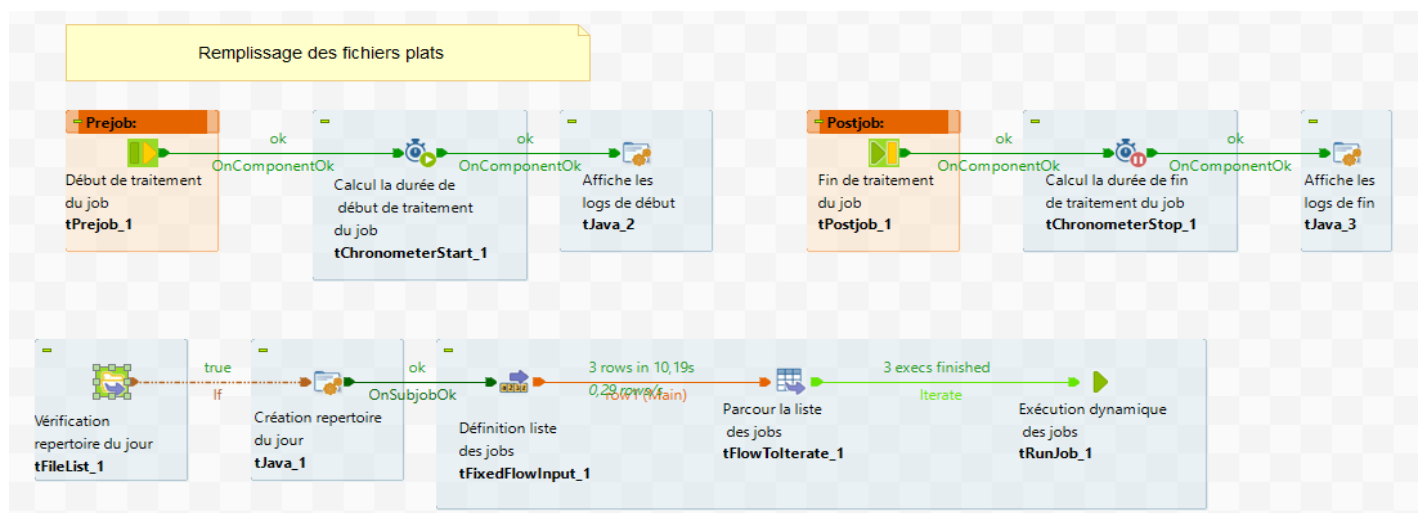 Remplissage des fichiers plats
Prejob:
ok
OnComponentOk
ok
OnComponentOk
Début de traitement
du job
tPrejob_1
Calcul la durée de
début de traitement
du job
tChronometerStart_1
Affiche les
logs de début
tJava_2
Postjob:
ok
OnComponentOk
ok
OnComponentOk
Fin de traitement
du job
tPostjob_1
Calcul la durée de fin
de traitement du job
tChronometerStop_1
Affiche les
logs de fin
tJava_3
true
If
ok
OnSubjobOk
3 rows in 10,19s
0,29 rows/s
row1 (Main)
3 execs finished
Iterate
Vérification
repertoire du jour
tFileList_1
Création repertoire
du jour
tJava_1
Définition liste
des jobs
tFixedFlowInput_1
Parcour la liste
des jobs
tFlowToIterate_1
Exécution dynamique
des jobs
tRunJob_1